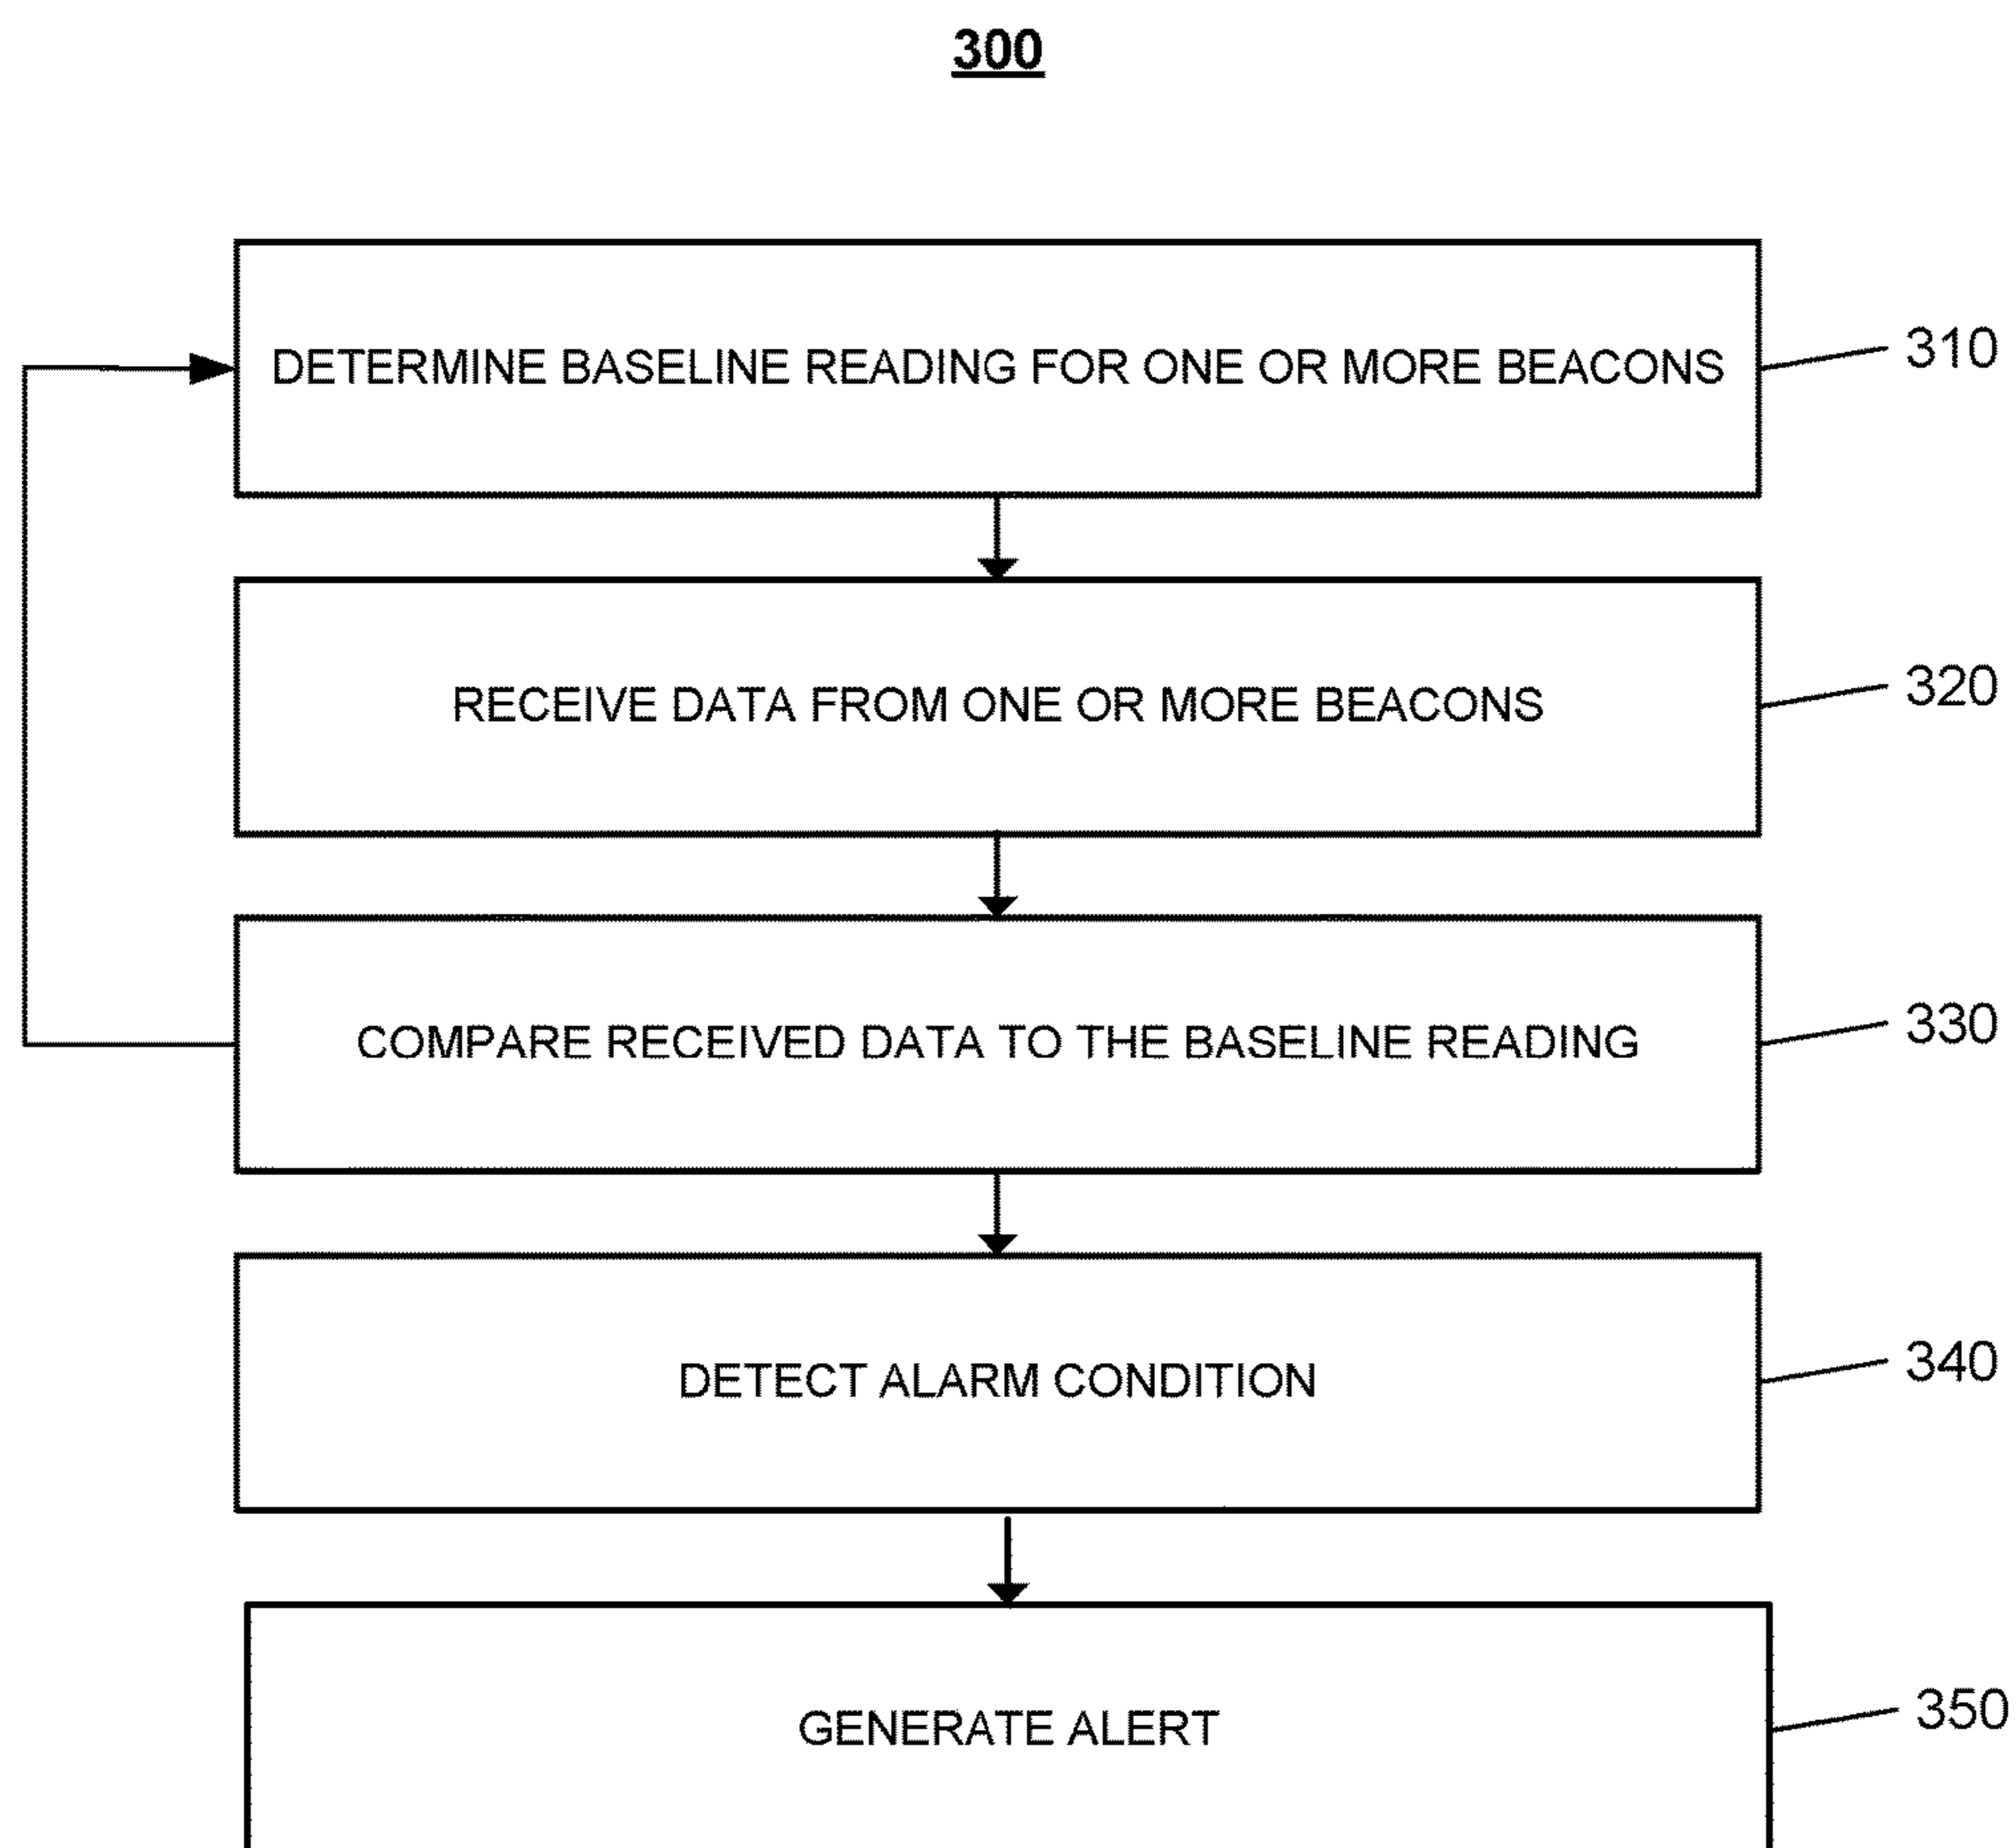 300
DETERMINE BASELINE READING FOR ONE OR MORE BEACONS
310
RECEIVE DATA FROM ONE OR MORE BEACONS
320
COMPARE RECEIVED DATA TO THE BASELINE READING
330
DETECT ALARM CONDITION
340
GENERATE ALERT
350